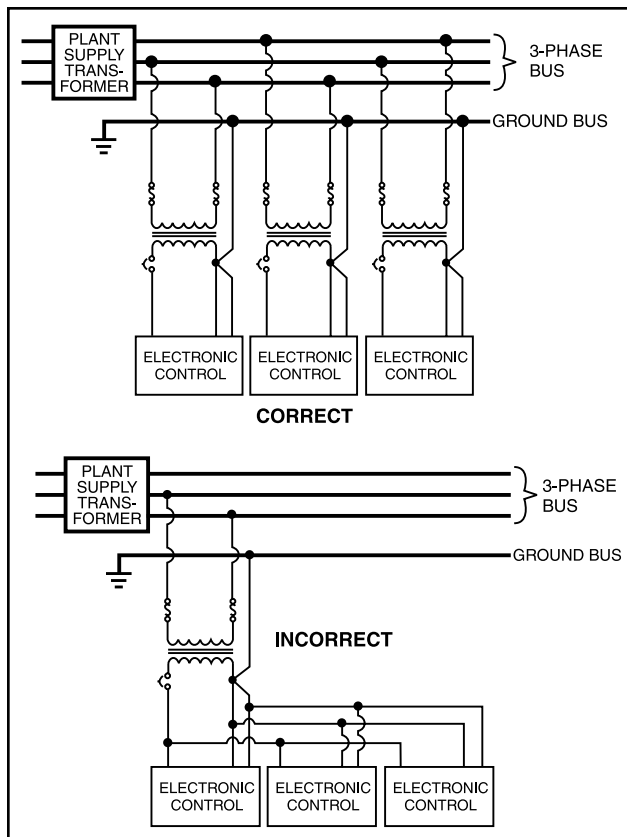 PLANT
SUPPLY
TRANS-
FORMER
3-PHASE
BUS
GROUND BUS
ELECTRONIC
CONTROL
ELECTRONIC
CONTROL
ELECTRONIC
CONTROL
CORRECT
PLANT
SUPPLY
TRANS-
FORMER
3-PHASE
BUS
GROUND BUS
INCORRECT
ELECTRONIC
CONTROL
ELECTRONIC
CONTROL
ELECTRONIC
CONTROL